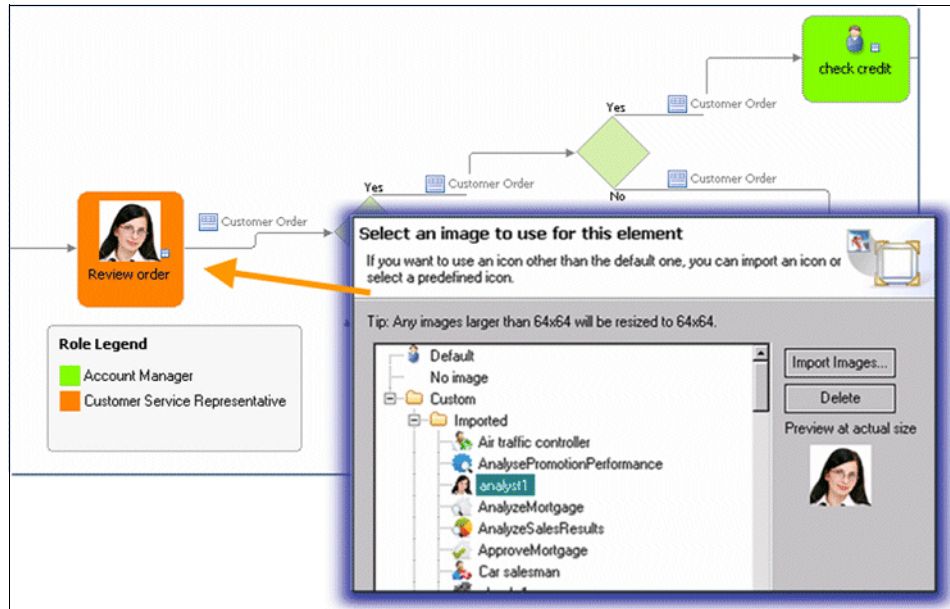 check credit
Yes
Customer Order
Yes
Customer Order
Customer Order
No
Customer Order
Review order
Select an image to use for this element
If you want to use an icon other than the default one, you can import an icon or
select a predefined icon.
Tip: Any images larger than 64x64 will be resized to 64x64.
Role Legend
Account Manager
Customer Service Representative
Default
No image
Custom
Imported
Air traffic controller
AnalysePromotionPerformance
analyst1
AnalyzeMortgage
AnalyzeSalesResults
ApproveMortgage
Car salesman
Import Images...
Delete
Preview at actual size